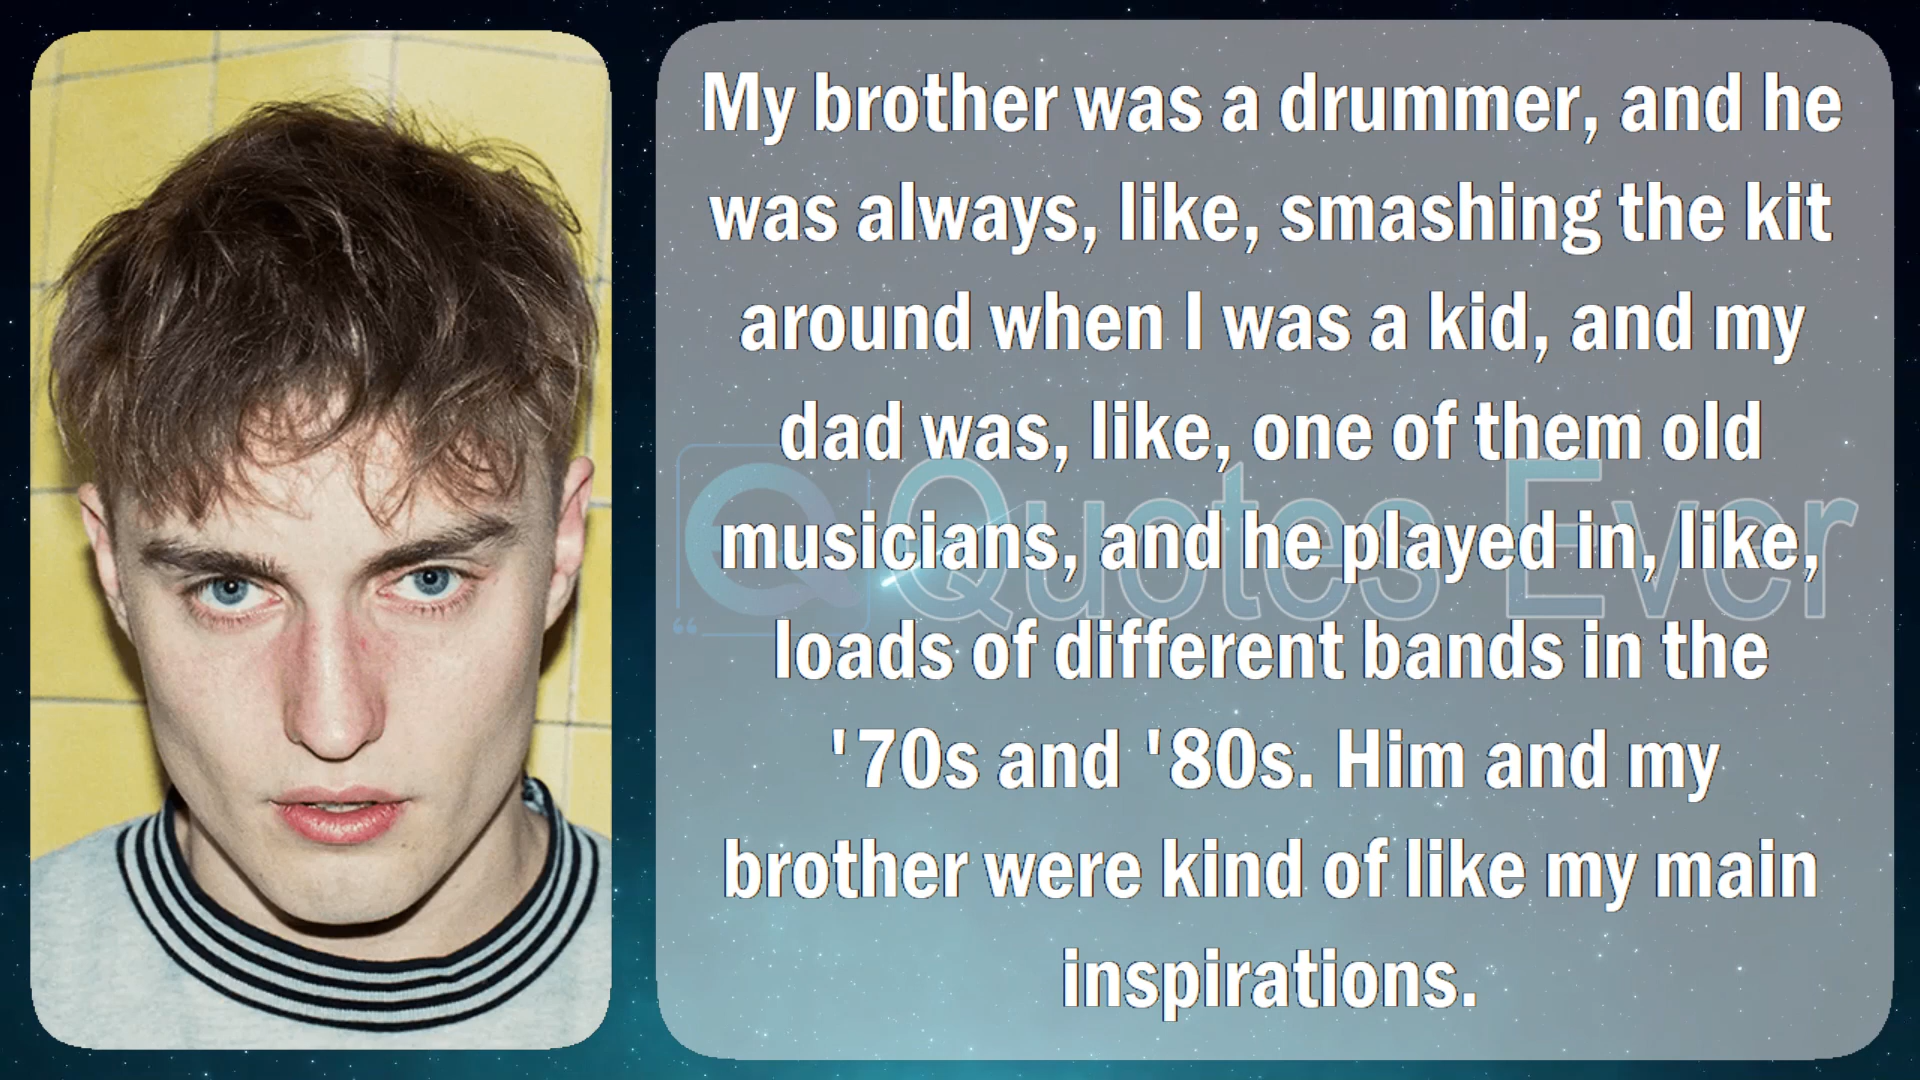 My brother was a drummer, and he
was always, like, smashing the kit
around when I was a kid, and my
dad was, like, one of them old
musicians, and he played in, like,
loads of different bands in the
'70s and '80s. Him and my
brother were kind of like my main
inspirations.
Quotes Ever